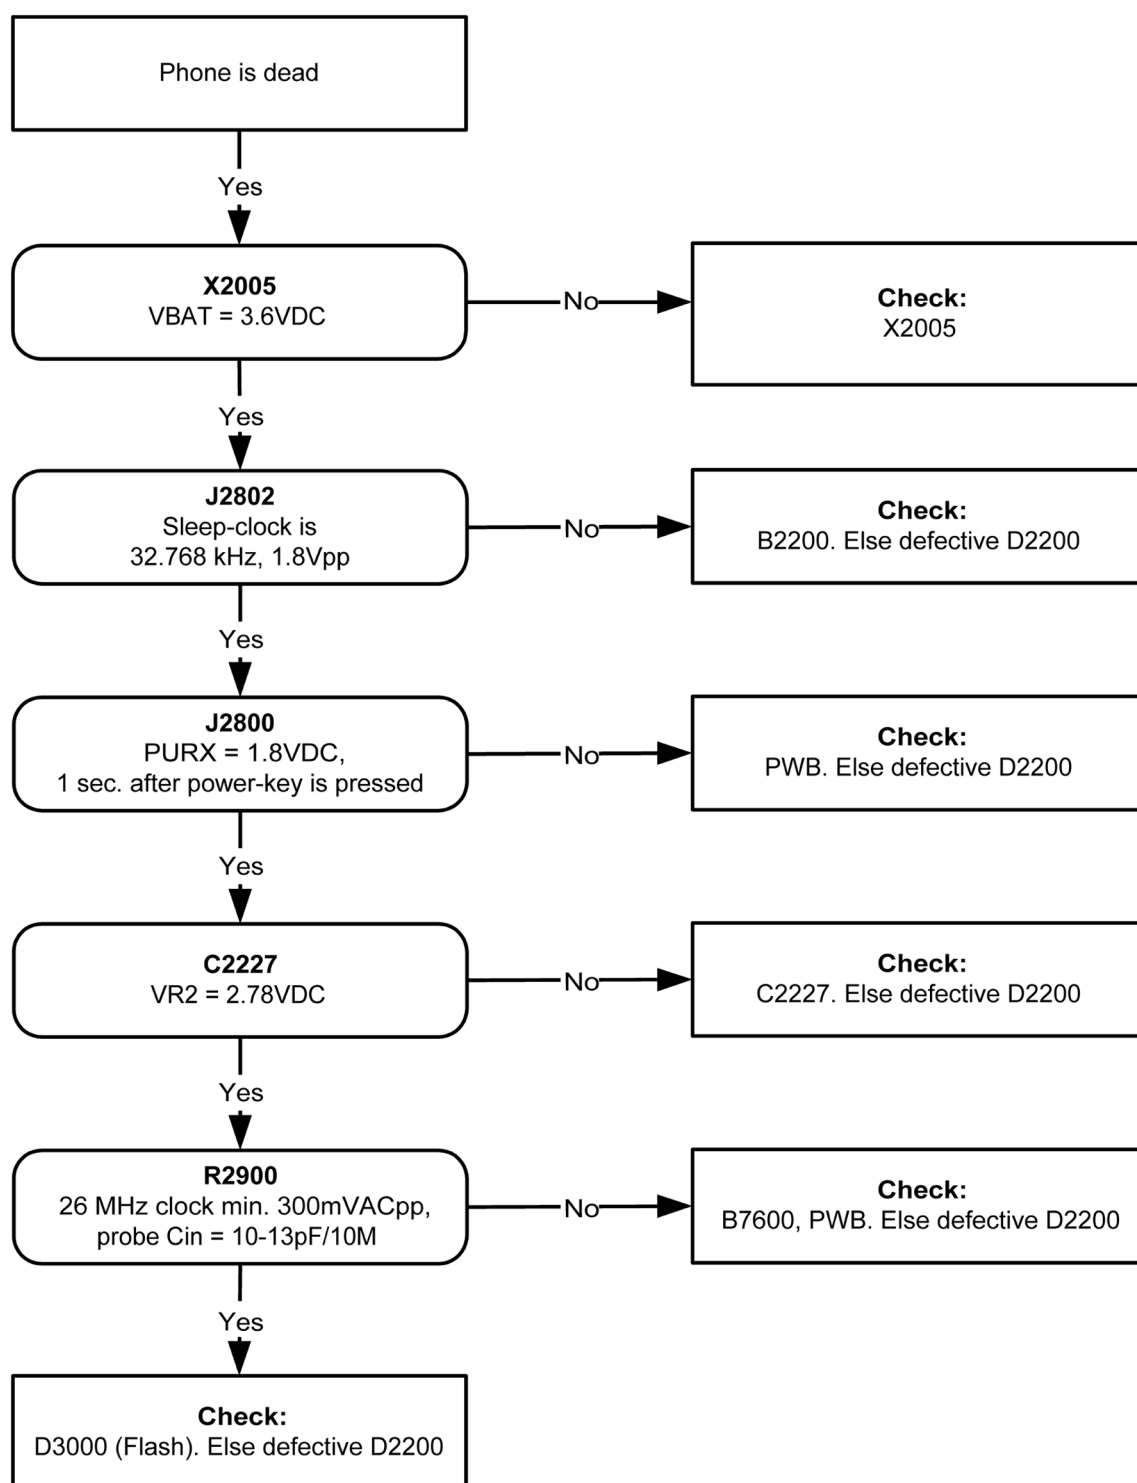 Phone is dead
Yes
X2005
VBAT = 3.6VDC
No
Check:
X2005
Yes
J2802
Sleep-clock is
32.768 kHz, 1.8Vpp
No
Check:
B2200. Else defective D2200
Yes
J2800
PURX = 1.8VDC,
1 sec. after power-key is pressed
No
Check:
PWB. Else defective D2200
Yes
C2227
VR2 = 2.78VDC
No
Check:
C2227. Else defective D2200
Yes
R2900
26 MHz clock min. 300mVACpp,
probe Cin = 10-13pF/10M
No
Check:
B7600, PWB. Else defective D2200
Yes
Check:
D3000 (Flash). Else defective D2200